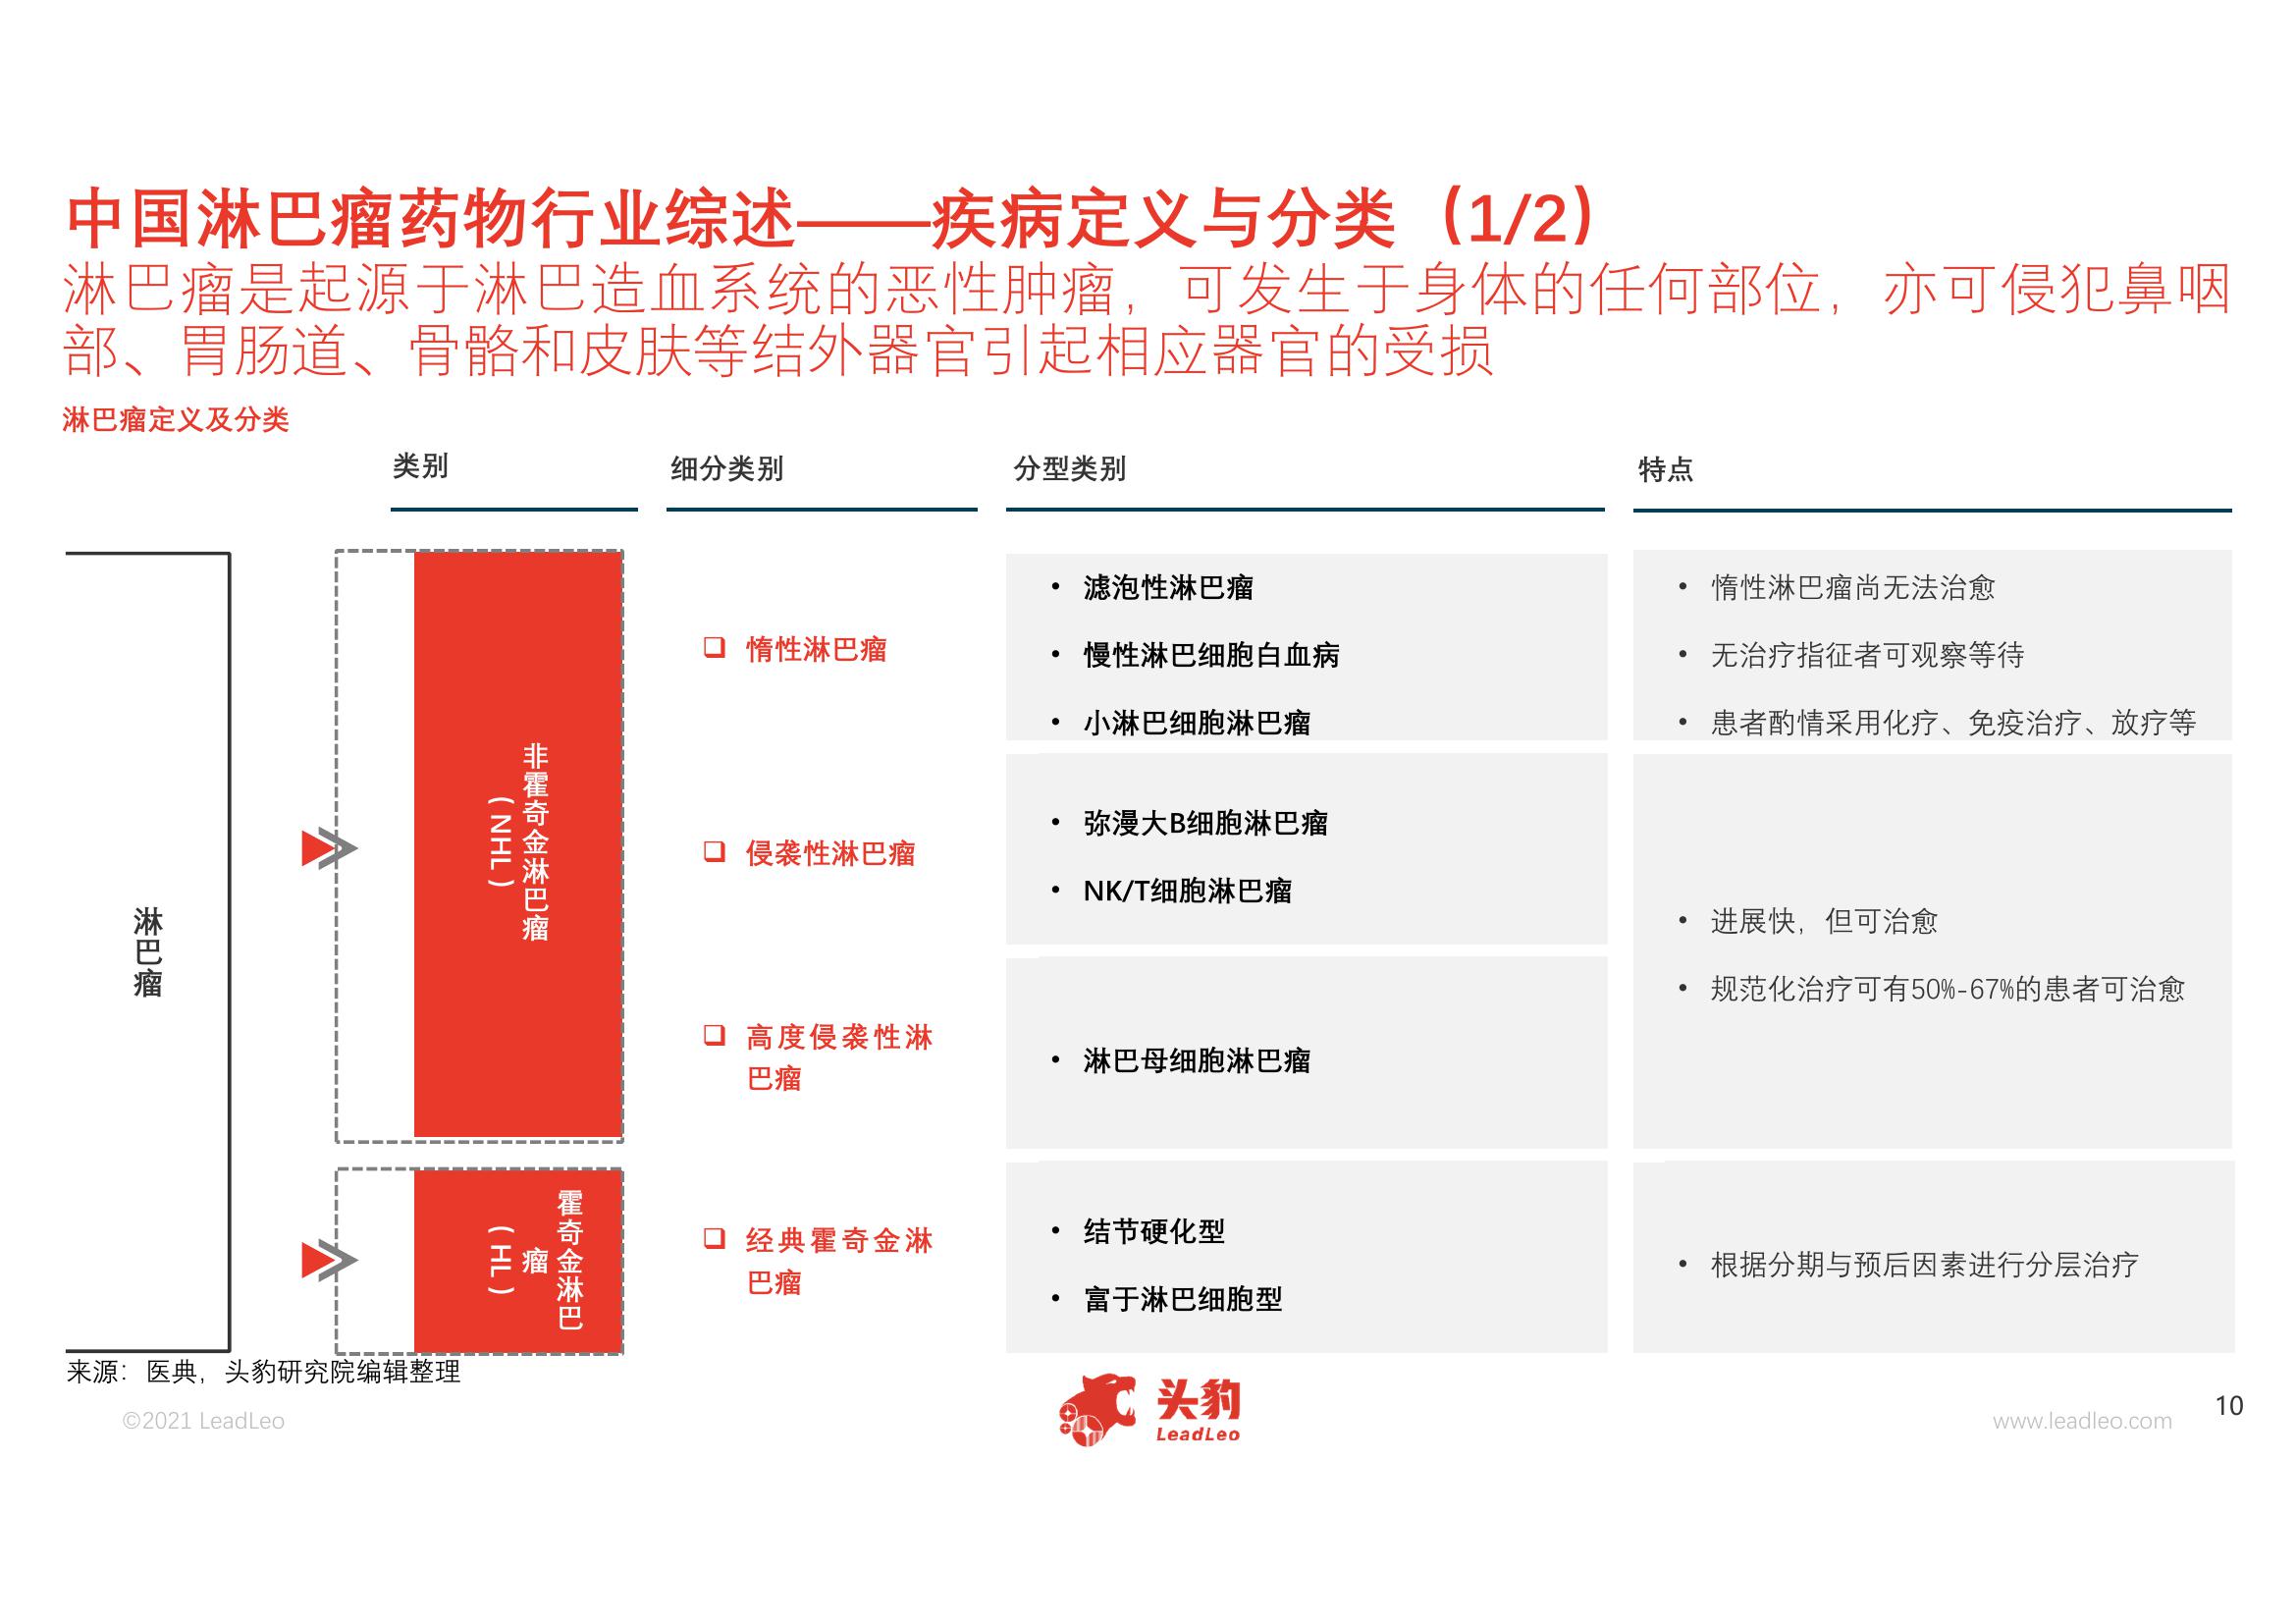 中国淋巴瘤药物行业综述——疾病定义与分类（1/2）
淋巴瘤是起源于淋巴造血系统的恶性肿瘤，可发生于身体的任何部位，亦可侵犯鼻咽
部、胃肠道、骨骼和皮肤等结外器官引起相应器官的受损
淋巴瘤定义及分类
类别
细分类别
分型类别
特点
淋巴瘤
非霍奇金淋巴瘤
（NHL）
惰性淋巴瘤
• 滤泡性淋巴瘤
• 慢性淋巴细胞白血病
• 小淋巴细胞淋巴瘤
• 惰性淋巴瘤尚无法治愈
• 无治疗指征者可观察等待
• 患者酌情采用化疗、免疫治疗、放疗等
侵袭性淋巴瘤
• 弥漫大B细胞淋巴瘤
• NK/T细胞淋巴瘤
高度侵袭性淋
巴瘤
• 淋巴母细胞淋巴瘤
• 进展快，但可治愈
• 规范化治疗可有50%-67%的患者可治愈
霍奇金淋巴
瘤
（HL）
经典霍奇金淋
巴瘤
• 结节硬化型
• 富于淋巴细胞型
• 根据分期与预后因素进行分层治疗
来源：医典，头豹研究院编辑整理
©2021 LeadLeo
头豹
LeadLeo
www.leadleo.com
10